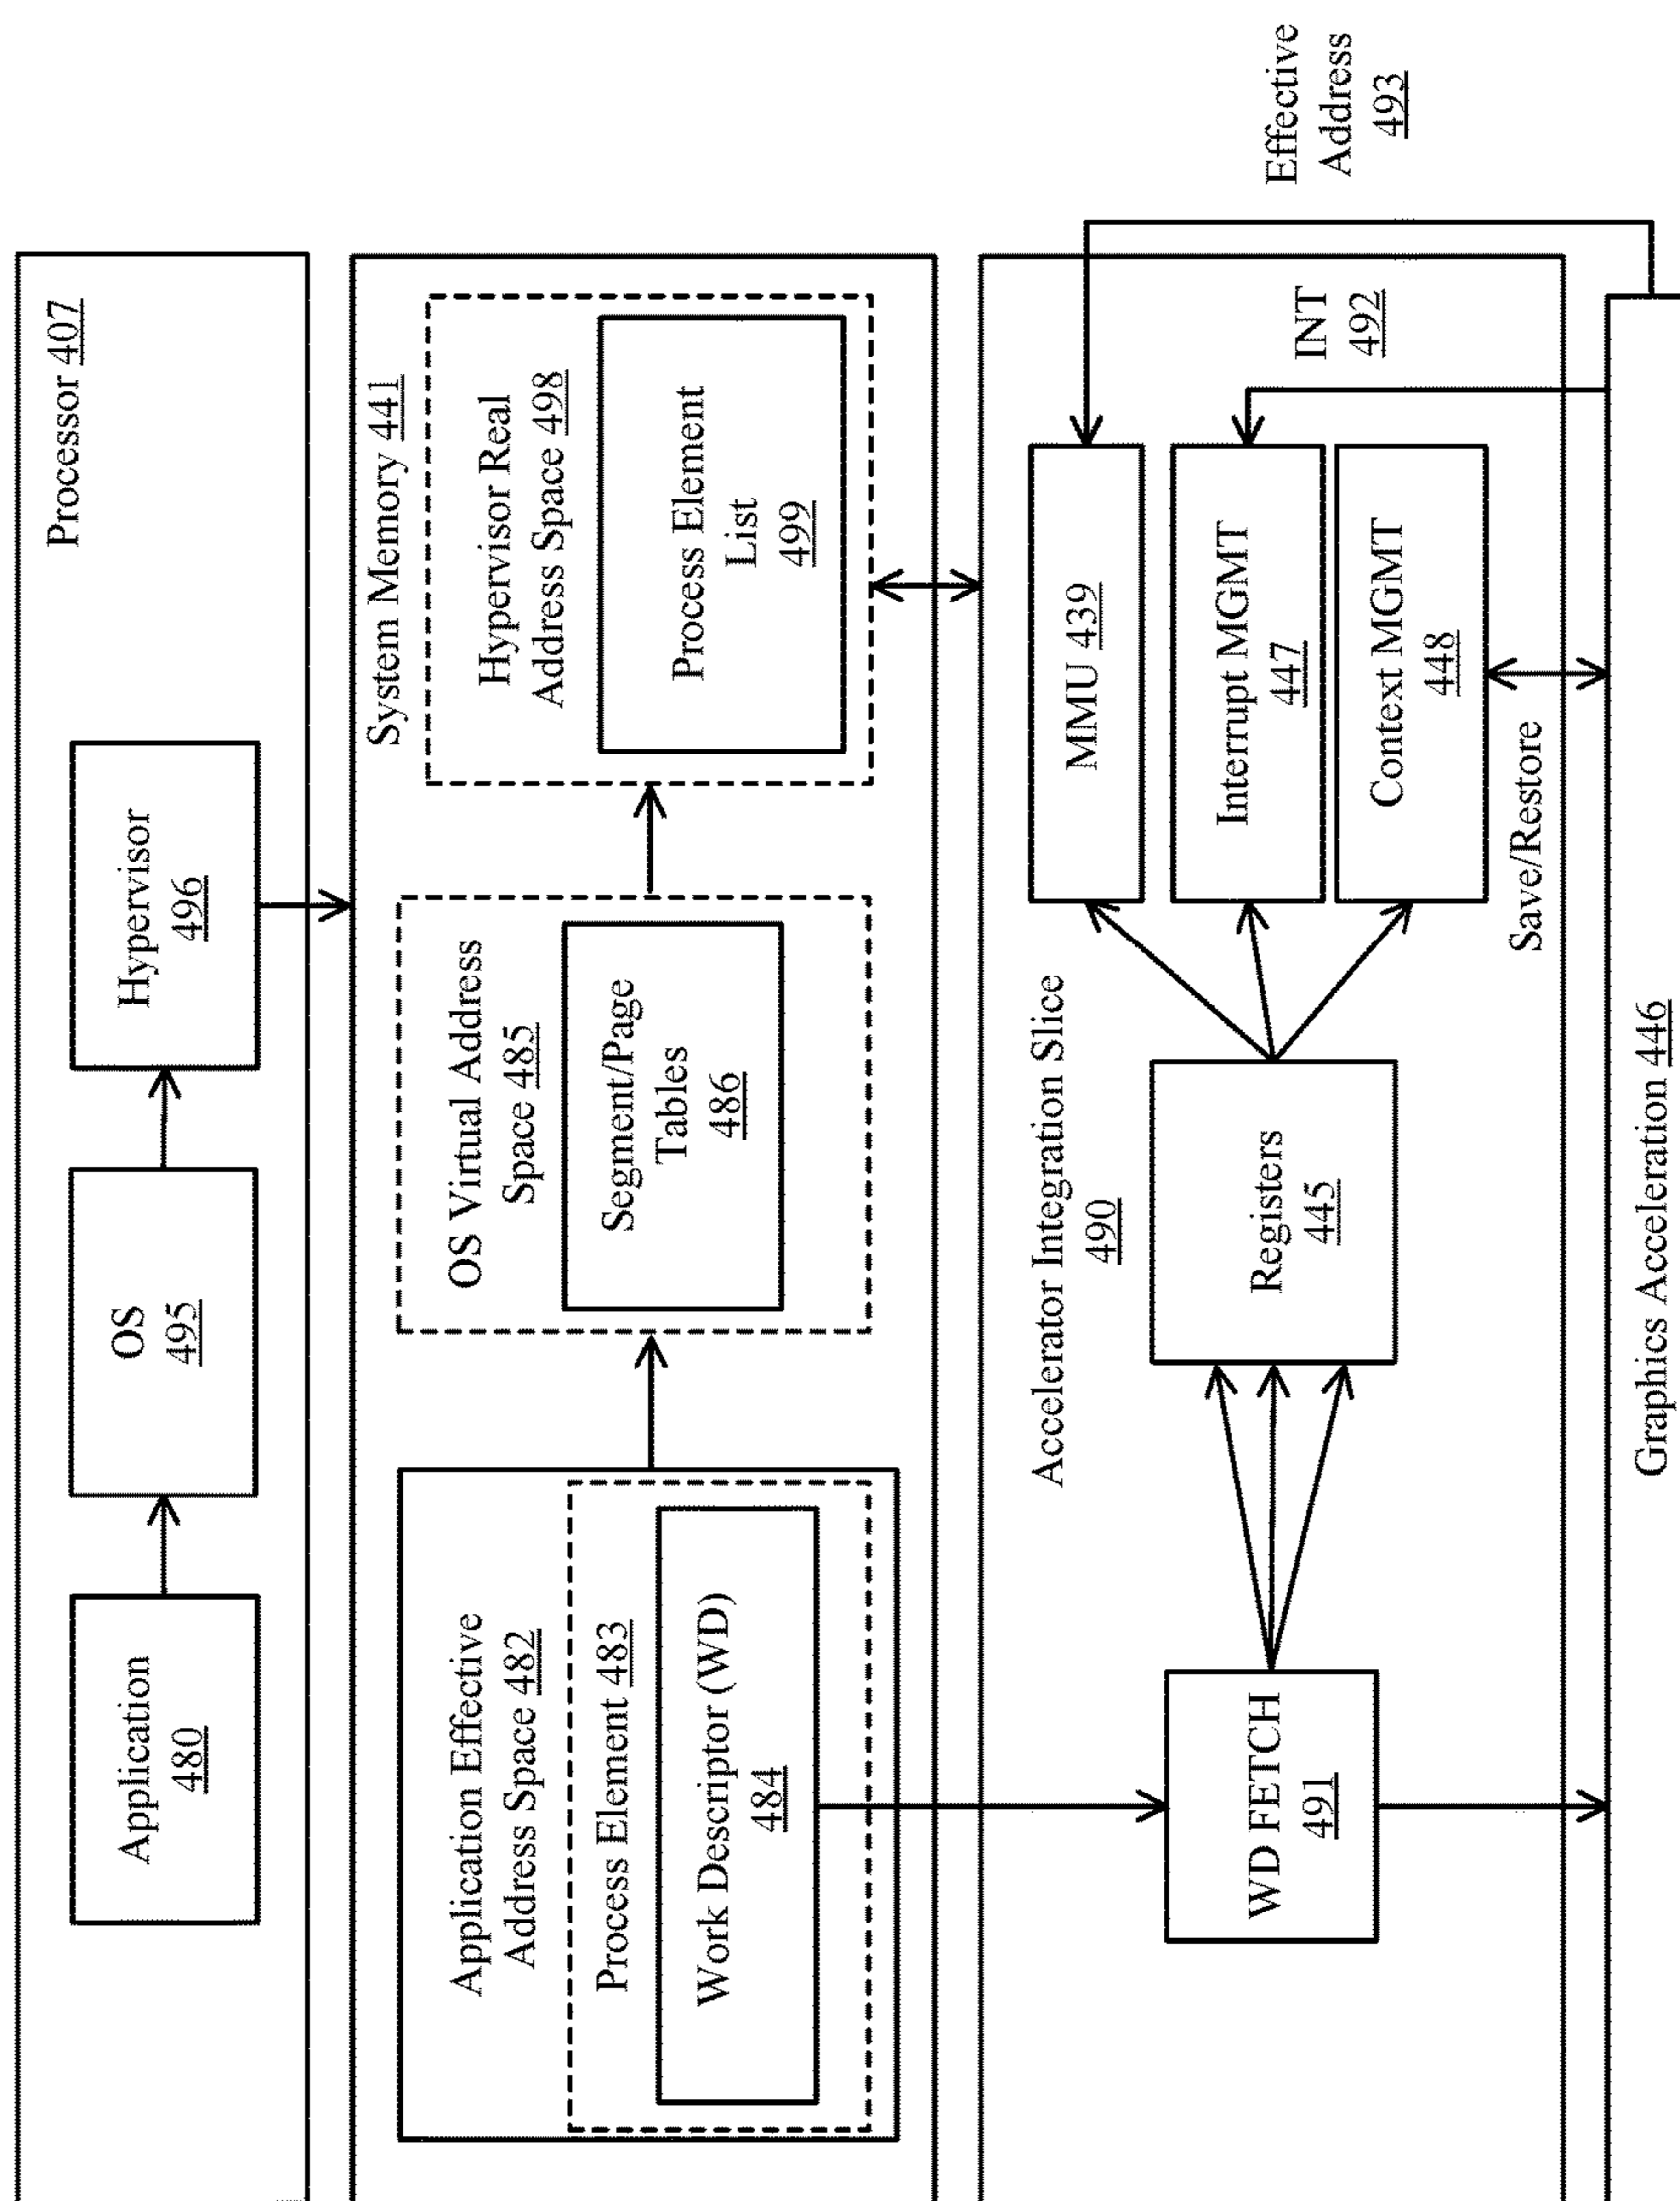 Processor 407
Application
480
OS
495
Hypervisor
496
System Memory 441
Application Effective
Address Space 482
Process Element 483
Work Descriptor (WD)
484
OS Virtual Address
Space 485
Segment/Page
Tables
486
Hypervisor Real
Address Space 498
Process Element
List
499
Accelerator Integration Slice
490
WD FETCH
491
Registers
445
MMU 439
Interrupt MGMT
447
Context MGMT
448
INT
492
Effective
Address
493
Save/Restore
Graphics Acceleration 446